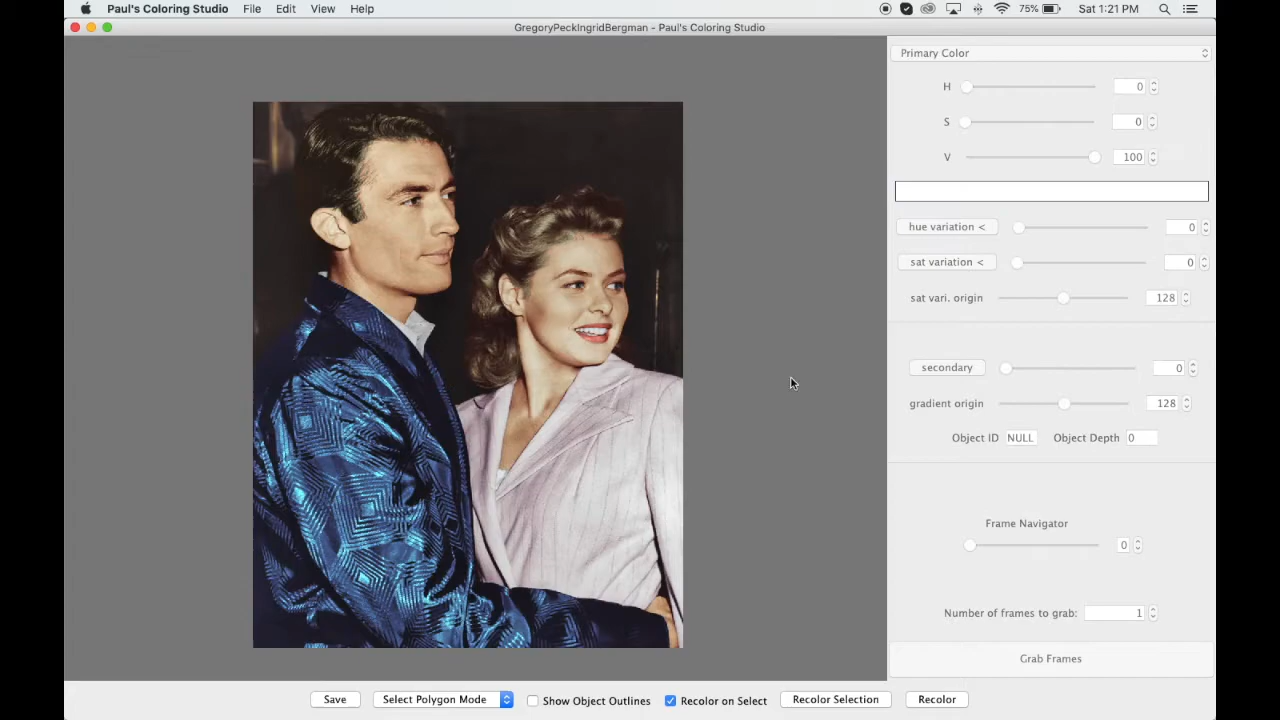 Paul's Coloring Studio File Edit View Help 75% Sat 1:21 PM
GregoryPeckIngridBergman - Paul's Coloring Studio
Primary Color
H 0
S 0
V 100
hue variation < 0
sat variation < 0
sat vari. origin 128
secondary 0
gradient origin 128
Object ID NULL Object Depth 0
Frame Navigator
0
Number of frames to grab: 1
Grab Frames
Save Select Polygon Mode Show Object Outlines Recolor on Select Recolor Selection Recolor